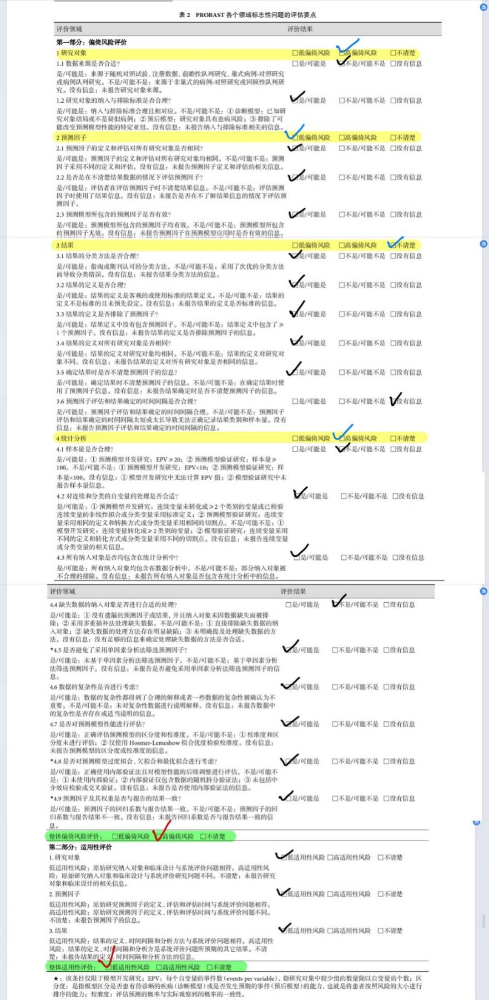 表 2 PROBAST 各个领域标志性问题的评估要点
评价领域 评价结果
第一部分：偏倚风险评价
1 研究对象 □低偏倚风险 □高偏倚风险 □不清楚
1.1 数据来源是否合适？ □是/可能是 □不是/可能不是 □没有信息
是/可能是：来源于随机对照试验、注册数据、前瞻性队列研究、巢式病例-对照研究
或病例队列研究。不是/可能不是：来源于非巢式的病例-对照研究或回顾性队列研
究。没有信息：未报告研究对象来源。
1.2 研究对象的纳入与排除标准是否合理？ □是/可能是 □不是/可能不是 □没有信息
是/可能是：纳入与排除标准合理且相对应。不是/可能不是：① 诊断模型：已知研
究对象结局或不是疑似病例；② 预后模型：研究对象具有患病风险；③ 排除了可
能改变预测模型性能的特定亚组。没有信息：未报告纳入与排除标准相关的信息。
2 预测因子 □低偏倚风险 □高偏倚风险 □不清楚
2.1 预测因子的定义和评估对所有研究对象是否相同？ □是/可能是 □不是/可能不是 □没有信息
是/可能是：预测因子的定义和评估对所有研究对象均相同。不是/可能不是：预测
因子采用不同的定义和评估。没有信息：未报告预测因子定义和评估的相关信息。
2.2 是否是在不清楚结果数据的情况下评估预测因子？ □是/可能是 □不是/可能不是 □没有信息
是/可能是：评估者在评估预测因子时不清楚结果信息。不是/可能不是：评估预测
因子时使用了结果信息。没有信息：未报告是否在不了解结果信息的情况下评估预
测因子。
2.3 预测模型所包含的预测因子是否有效？ □是/可能是 □不是/可能不是 □没有信息
是/可能是：预测模型所包含的预测因子均有效。不是/可能不是：预测模型所包含
的预测因子无效。没有信息：未报告预测因子在预测模型应用时是否有效的信息。
3 结果 □低偏倚风险 □高偏倚风险 □不清楚
3.1 结果的分类方法是否合理？ □是/可能是 □不是/可能不是 □没有信息
是/可能是：指南或期刊认可的分类方法。不是/可能不是：采用了次优的分类方法
而导致分类错误。没有信息：未报告结果分类方法的信息。
3.2 结果的定义是否合理？ □是/可能是 □不是/可能不是 □没有信息
是/可能是：结果的定义是客观的或使用标准的结果定义。不是/可能不是：结果的
定义不是标准的且未预先设定。没有信息：未报告结果的定义是否标准的信息。
3.3 结果的定义是否排除了预测因子？ □是/可能是 □不是/可能不是 □没有信息
是/可能是：结果定义中没有包含预测因子。不是/可能不是：结果定义中包含了≥
1 个预测因子。没有信息：未报告结果的定义是否排除预测因子的信息。
3.4 结果的定义对所有研究对象是否相同？ □是/可能是 □不是/可能不是 □没有信息
是/可能是：结果的定义对研究对象均相同。不是/可能不是：结果的定义对研究对
象不同。没有信息：未报告结果的定义对所有研究对象是否相同的信息。
3.5 确定结果时是否不清楚预测因子的信息？ □是/可能是 □不是/可能不是 □没有信息
是/可能是：确定结果时不清楚预测因子的信息。不是/可能不是：在确定结果时使
用了预测因子信息。没有信息：未报告结果确定时是否不清楚预测因子的信息。
3.6 预测因子评估和结果确定的时间间隔是否合理？ □是/可能是 □不是/可能不是 □没有信息
是/可能是：预测因子评估和结果确定的时间间隔合理。不是/可能不是：预测因子
评估和结果确定的时间间隔太短或太长导致无法正确记录结果类别和样本量。没有
信息：未报告预测因子评估和结果确定的时间间隔的信息。
4 统计分析 □低偏倚风险 □高偏倚风险 □不清楚
4.1 样本量是否合理？ □是/可能是 □不是/可能不是 □没有信息
是/可能是：① 预测模型开发研究：EPV≥20；② 预测模型验证研究：样本量≥
100。不是/可能不是：① 预测模型开发研究：EPV<10；② 预测模型验证研究：样
本量<100。没有信息：① 模型开发研究中无法计算 EPV 值；② 模型验证研究中未
报告样本量信息。
4.2 对连续和分类的自变量的处理是否合适？ □是/可能是 □不是/可能不是 □没有信息
是/可能是：① 预测模型开发研究：连续变量未转化成≥2 个类别的变量或已检验
连续变量的非线性拟合或分类变量采用标准定义；② 预测模型验证研究：连续变
量采用相同的定义和转换方式或分类变量采用相同的切割点。不是/可能不是：①
模型开发研究：连续变量转化成≥2 类别的变量；② 模型验证研究：连续变量采用
不同的定义和转化方式或分类变量采用不同的切割点。没有信息：未报告连续变量
或分类变量的相关信息。
4.3 所有纳入对象是否均包含在统计分析中？ □是/可能是 □不是/可能不是 □没有信息
是/可能是：所有纳入对象均包含在数据分析中。不是/可能不是：部分纳入对象被
不合理的排除。没有信息：未报告所有纳入对象是否包含在统计分析中的信息。
评价领域 评价结果
4.4 缺失数据的纳入对象是否进行合适的处理？ □是/可能是 □不是/可能不是 □没有信息
是/可能是：① 没有遗漏的预测因子或结果，并且纳入对象未因数据缺失而被排
除；② 采用多重插补法处理缺失数据。不是/可能不是：① 直接排除缺失数据的纳
入对象；② 缺失数据的处理方法存在明显缺陷；③ 未明确提及处理缺失数据的方
法。没有信息：没有足够的信息来确定处理缺失数据的方法是否合适。
★4.5 是否避免了采用单因素分析法筛选预测因子？ □是/可能是 □不是/可能不是 □没有信息
是/可能是：未基于单因素分析法筛选预测因子。不是/可能不是：基于单因素分析
法筛选预测因子。没有信息：未报告是否避免采用单因素分析法筛选预测因子的信
息。
4.6 数据的复杂性是否进行考虑？ □是/可能是 □不是/可能不是 □没有信息
是/可能是：数据的复杂性都得到了合理的解释或者一些数据的复杂性被确认为不
重要。不是/可能不是：未对复杂性数据进行说明解释。没有信息：未报告数据中
的复杂性是否存在或适当说明的信息。
4.7 是否对预测模型性能进行评估？ □是/可能是 □不是/可能不是 □没有信息
是/可能是：正确评估预测模型的区分度和校准度。不是/可能不是：① 校准度和区
分度未进行评估；② 仅使用 Hosmer-Lemeshow 拟合优度检验校准度。没有信息：
未报告预测模型的区分度或校准度的信息。
★4.8 是否对预测模型过度拟合、欠拟合和最优拟合进行考虑？ □是/可能是 □不是/可能不是 □没有信息
是/可能是：正确使用内部验证法且对模型性能的后续调整进行评估。不是/可能不
是：① 未使用内部验证；② 内部验证仅包含数据的随机拆分验证法；③ 未包括中
介效应检验或交叉验证。没有信息：未报告是否使用内部验证法的信息。
★4.9 预测因子及其权重是否与报告的结果一致？ □是/可能是 □不是/可能不是 □没有信息
是/可能是：预测因子的回归系数与报告结果一致。不是/可能不是：预测因子的回
归系数与报告结果不一致。没有信息：未报告回归系数是否与报告结果一致的信
息。
整体偏倚风险评价： □低偏倚风险 □高偏倚风险 □不清楚
第二部分：适用性评价
1. 研究对象 □低适用性风险 □高适用性风险 □不清楚
低适用性风险：原始研究纳入对象和临床设计与系统评价问题相符。高适用性风
险：原始研究纳入对象和临床设计与系统评价研究问题不同。不清楚：未报告研究
对象和临床设计的相关信息。
2. 预测因子 □低适用性风险 □高适用性风险 □不清楚
低适用性风险：原始研究预测因子的定义、评估和评估时间与系统评价问题相符。
高适用性风险：原始研究预测因子的定义、评估和评估时间与系统评价问题不同。
不清楚：未报告预测因子的信息。
3. 结果 □低适用性风险 □高适用性风险 □不清楚
低适用性风险：结果的定义、时间间隔和分析方法与系统评价问题相符。高适用性
风险：结果的定义、时间间隔和分析方是系统评价问题所预期的其它结果。不清
楚：未报告结果的定义、时间间隔和分析方法的信息。
整体适用性评价： □低适用性风险 □高适用性风险 □不清楚
★：该条目仅限于模型开发研究；EPV：每个自变量的事件数(events per variable)，指研究对象中较少组的数量除以自变量的个数；区
分度：是指模型区分是否患有待诊断的疾病(诊断模型)或是否发生预期的事件(预后模型)的能力，也就是将患者按照风险的大小进行
排序的能力；校准度：评估预测的概率与实际观察到的概率的一致性。